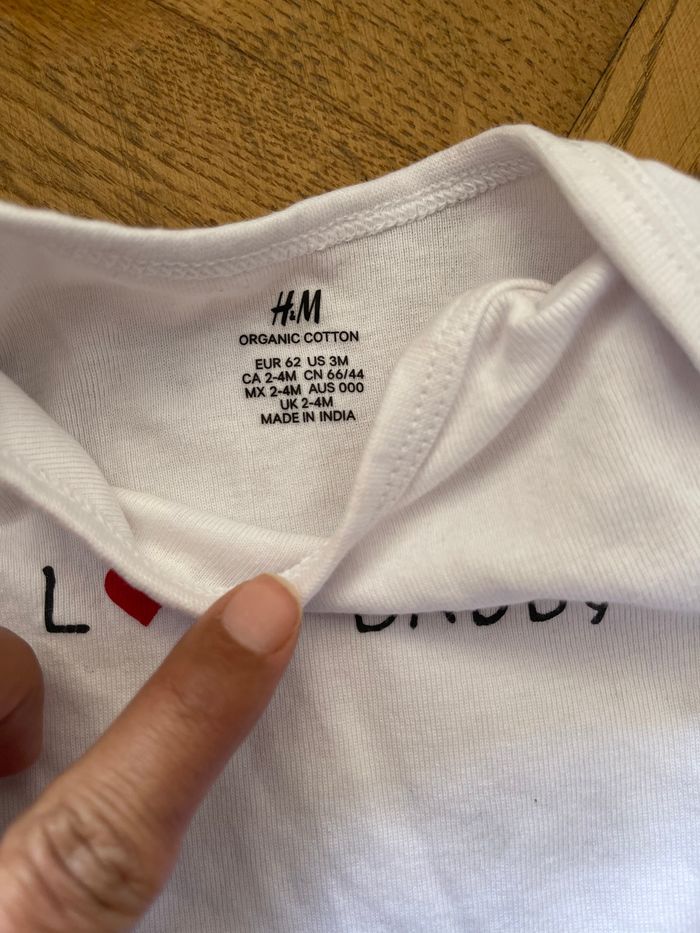 H&M
ORGANIC COTTON
EUR 62 US 3M
CA 2-4M CN 66/44
MX 2-4M AUS 000
UK 2-4M
MADE IN INDIA
L DADDY